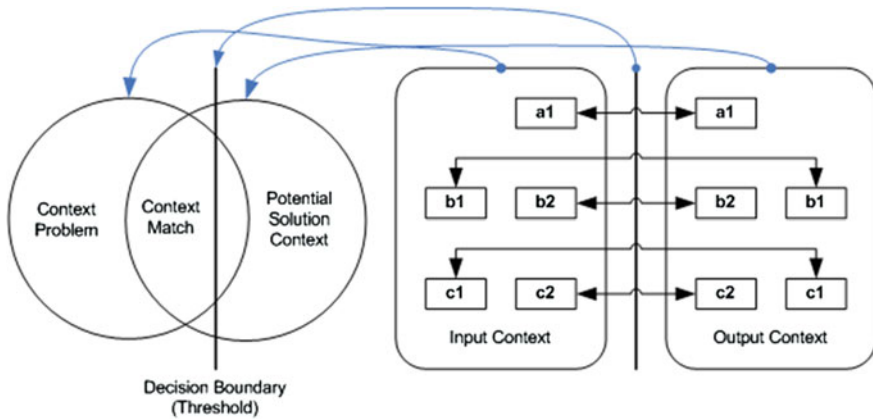 Context
Problem
Context
Match
Potential
Solution
Context
Decision Boundary
(Threshold)
a1
a1
b1
b2
b2
b1
c1
c2
c2
c1
Input Context
Output Context